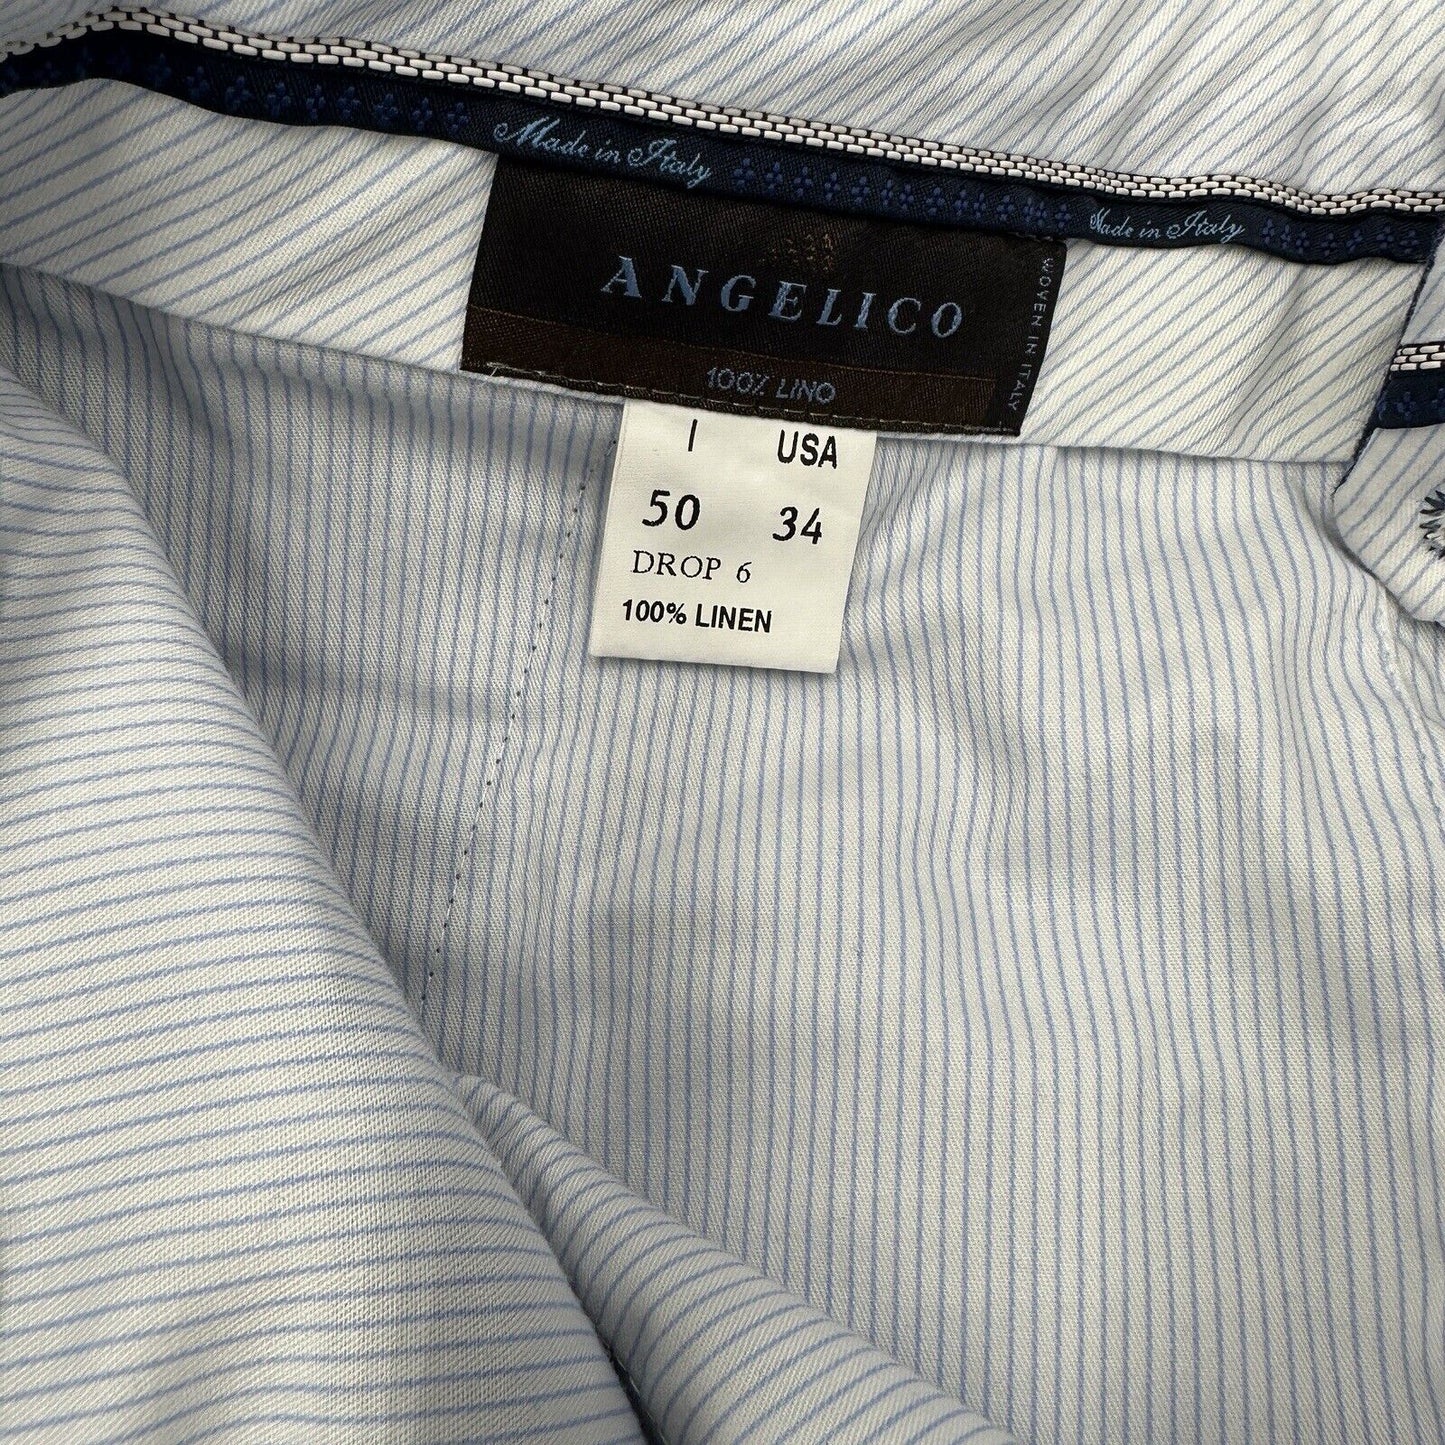 Made in Italy
Made in Italy
ANGELICO
WOVEN IN ITALY
100% LINO
I USA
50 34
DROP 6
100% LINEN